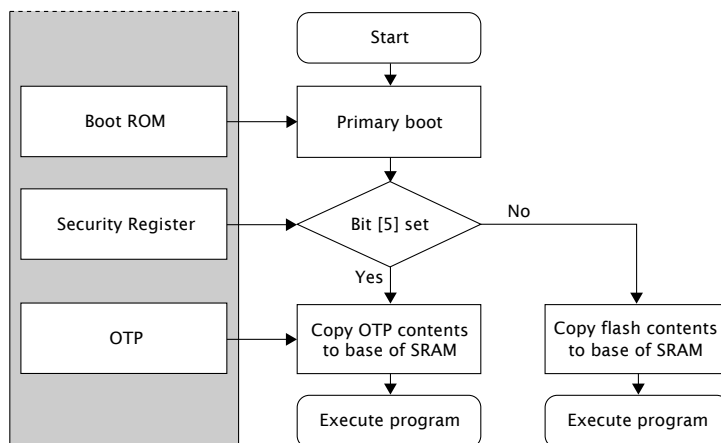 Start
Boot ROM
Primary boot
Security Register
Bit [5] set
No
Yes
OTP
Copy OTP contents
to base of SRAM
Copy flash contents
to base of SRAM
Execute program
Execute program